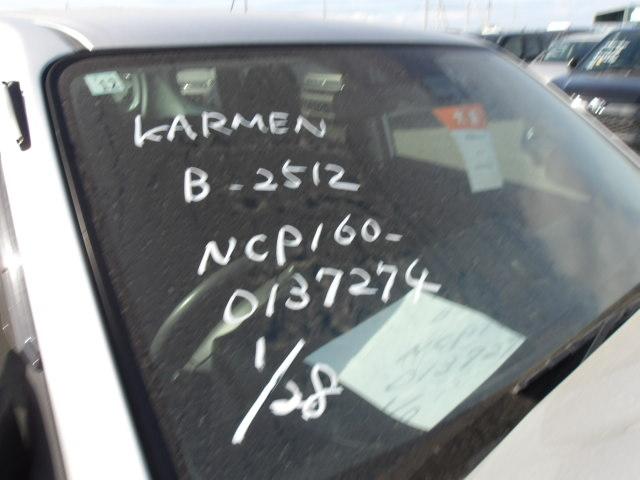 KARMEN
B-2512
NCP160-
0137274
1/28